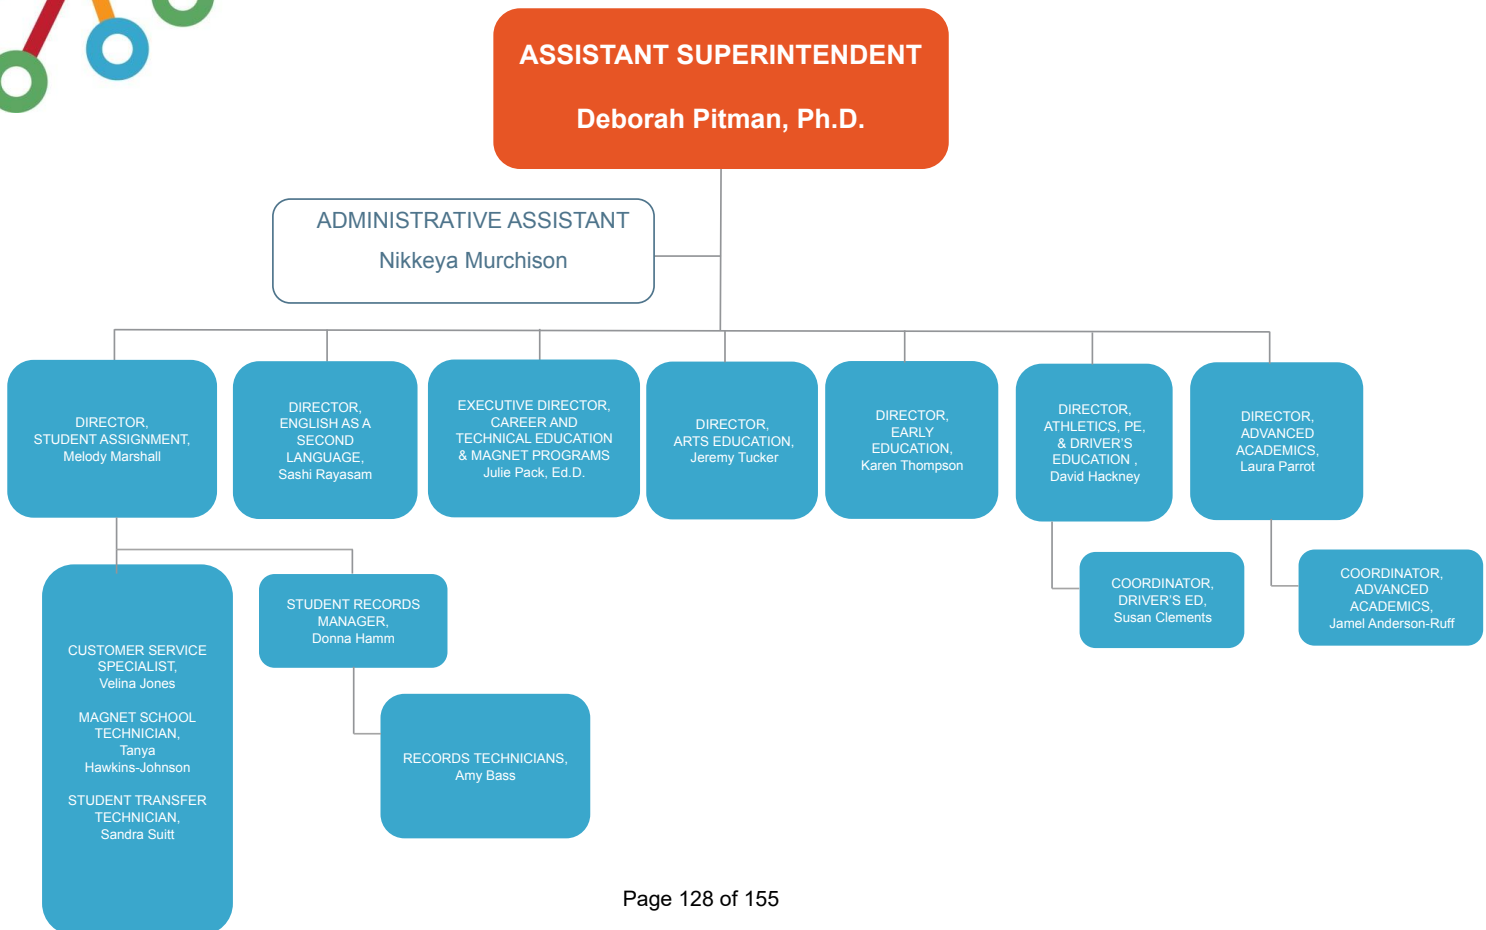 ASSISTANT SUPERINTENDENT
Deborah Pitman, Ph.D.
ADMINISTRATIVE ASSISTANT
Nikkeya Murchison
DIRECTOR,
STUDENT ASSIGNMENT,
Melody Marshall
DIRECTOR,
ENGLISH AS A
SECOND
LANGUAGE,
Sashi Rayasam
EXECUTIVE DIRECTOR,
CAREER AND
TECHNICAL EDUCATION
& MAGNET PROGRAMS
Julie Pack, Ed.D.
DIRECTOR,
ARTS EDUCATION,
Jeremy Tucker
DIRECTOR,
EARLY
EDUCATION,
Karen Thompson
DIRECTOR,
ATHLETICS, PE,
& DRIVER'S
EDUCATION ,
David Hackney
DIRECTOR,
ADVANCED
ACADEMICS,
Laura Parrot
CUSTOMER SERVICE
SPECIALIST,
Velina Jones
MAGNET SCHOOL
TECHNICIAN,
Tanya
Hawkins-Johnson
STUDENT TRANSFER
TECHNICIAN,
Sandra Suitt
STUDENT RECORDS
MANAGER,
Donna Hamm
RECORDS TECHNICIANS,
Amy Bass
COORDINATOR,
DRIVER'S ED,
Susan Clements
COORDINATOR,
ADVANCED
ACADEMICS,
Jamel Anderson-Ruff
Page 128 of 155